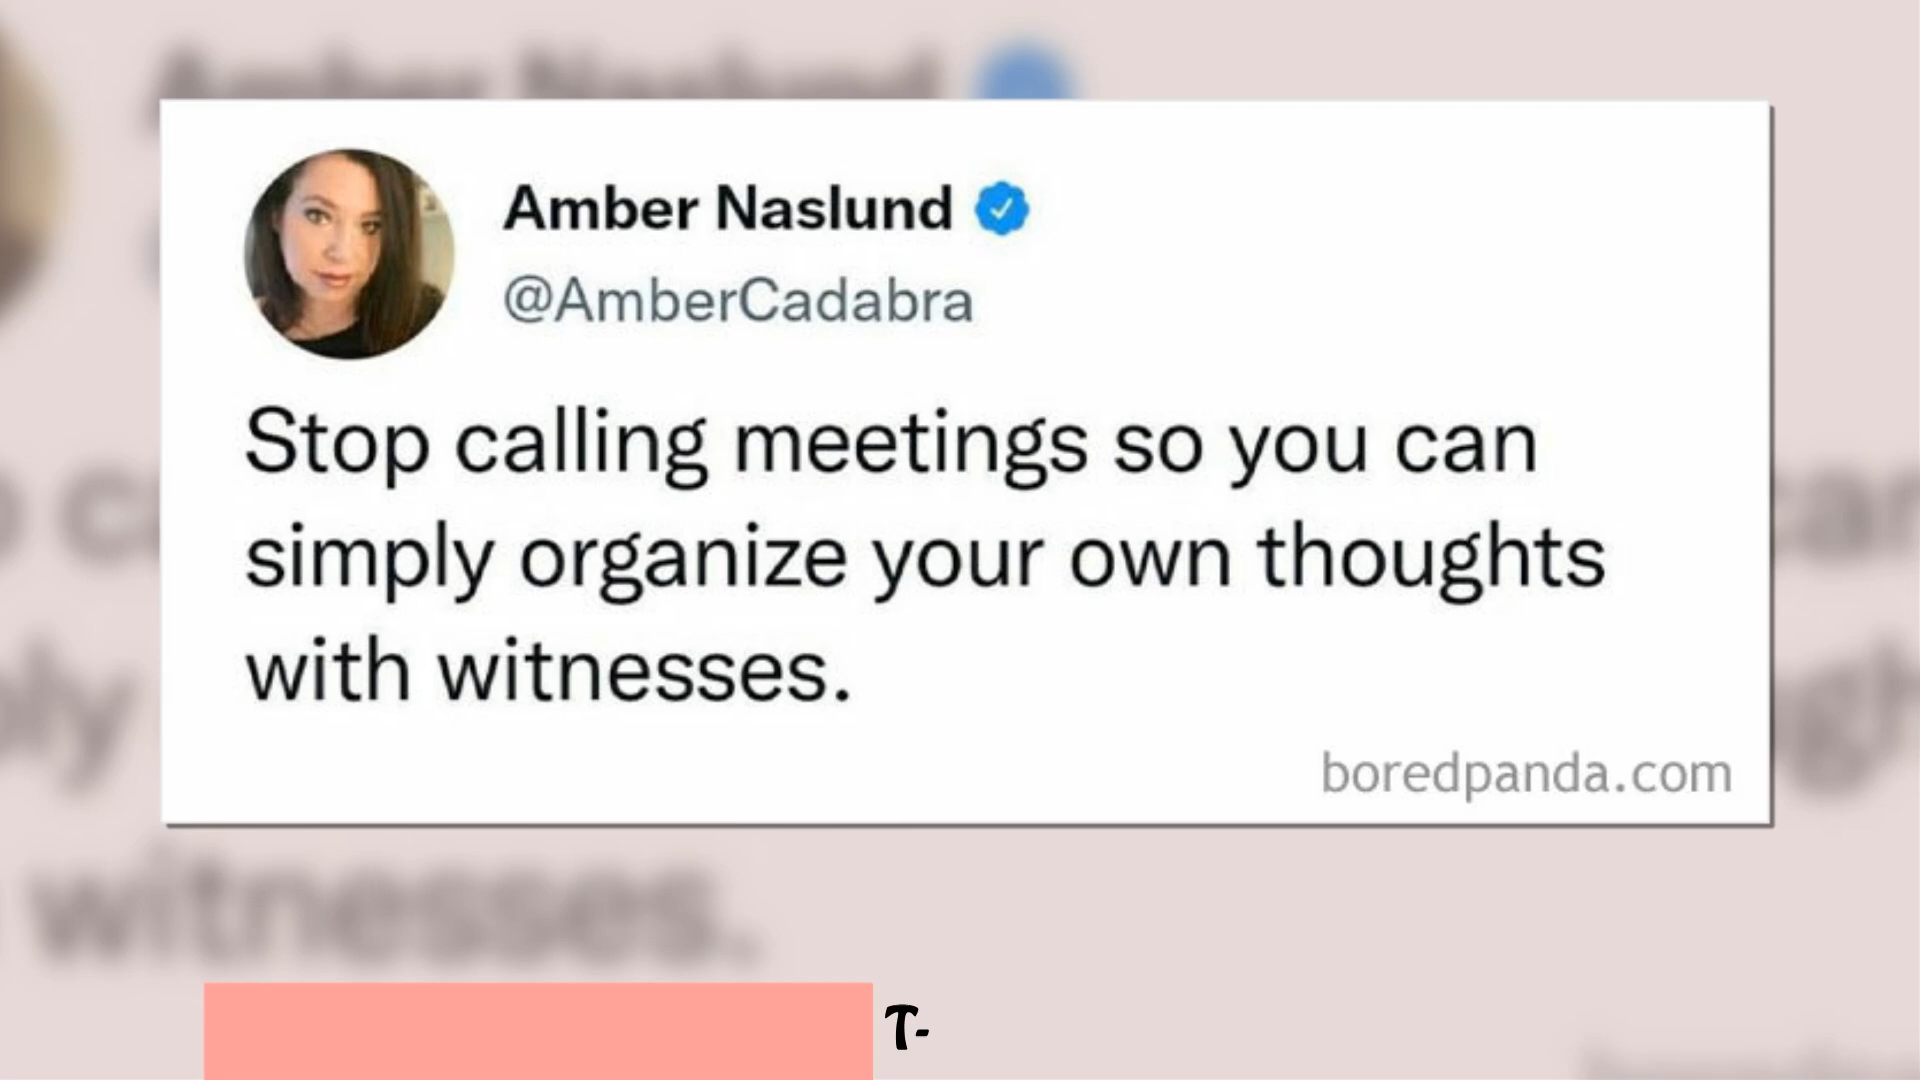 Amber Naslund
@AmberCadabra
Stop calling meetings so you can
simply organize your own thoughts
with witnesses.
boredpanda.com
T-